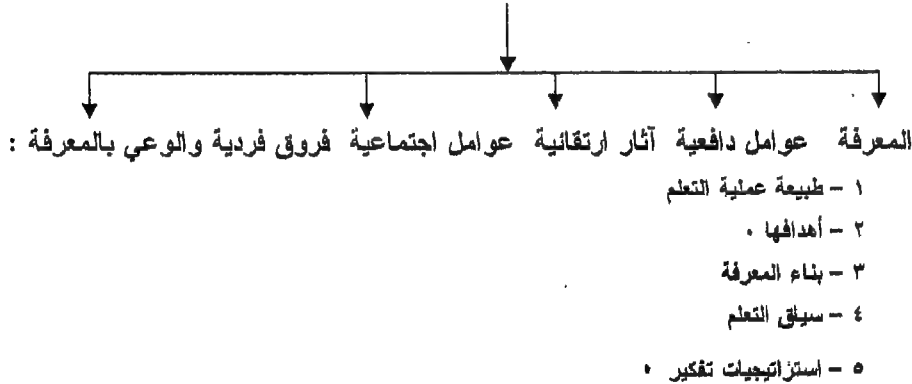 المعرفة عوامل دافعية آثار ارتقائية عوامل اجتماعية فروق فردية والوعي بالمعرفة :
١ – طبيعة عملية التعلم
٢ – أهدافها .
٣ – بناء المعرفة
٤ – سياق التعلم
٥ – استراتيجيات تفكير .